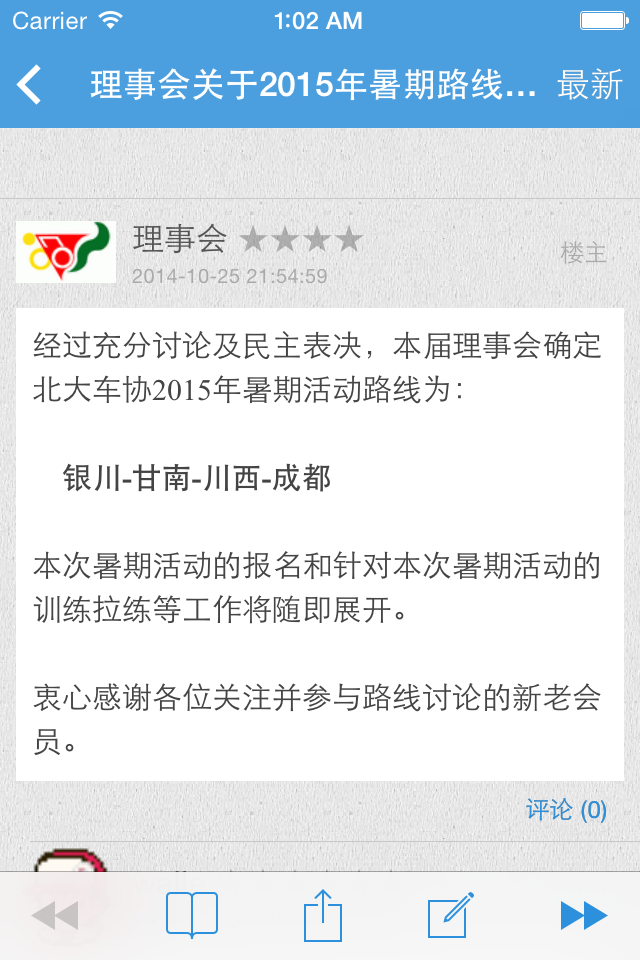 Carrier 1:02 AM
理事会关于2015年暑期路线... 最新
理事会 ★★★★
2014-10-25 21:54:59
楼主
经过充分讨论及民主表决，本届理事会确定
北大车协2015年暑期活动路线为：
银川-甘南-川西-成都
本次暑期活动的报名和针对本次暑期活动的
训练拉练等工作将随即展开。
衷心感谢各位关注并参与路线讨论的新老会
员。
评论 (0)